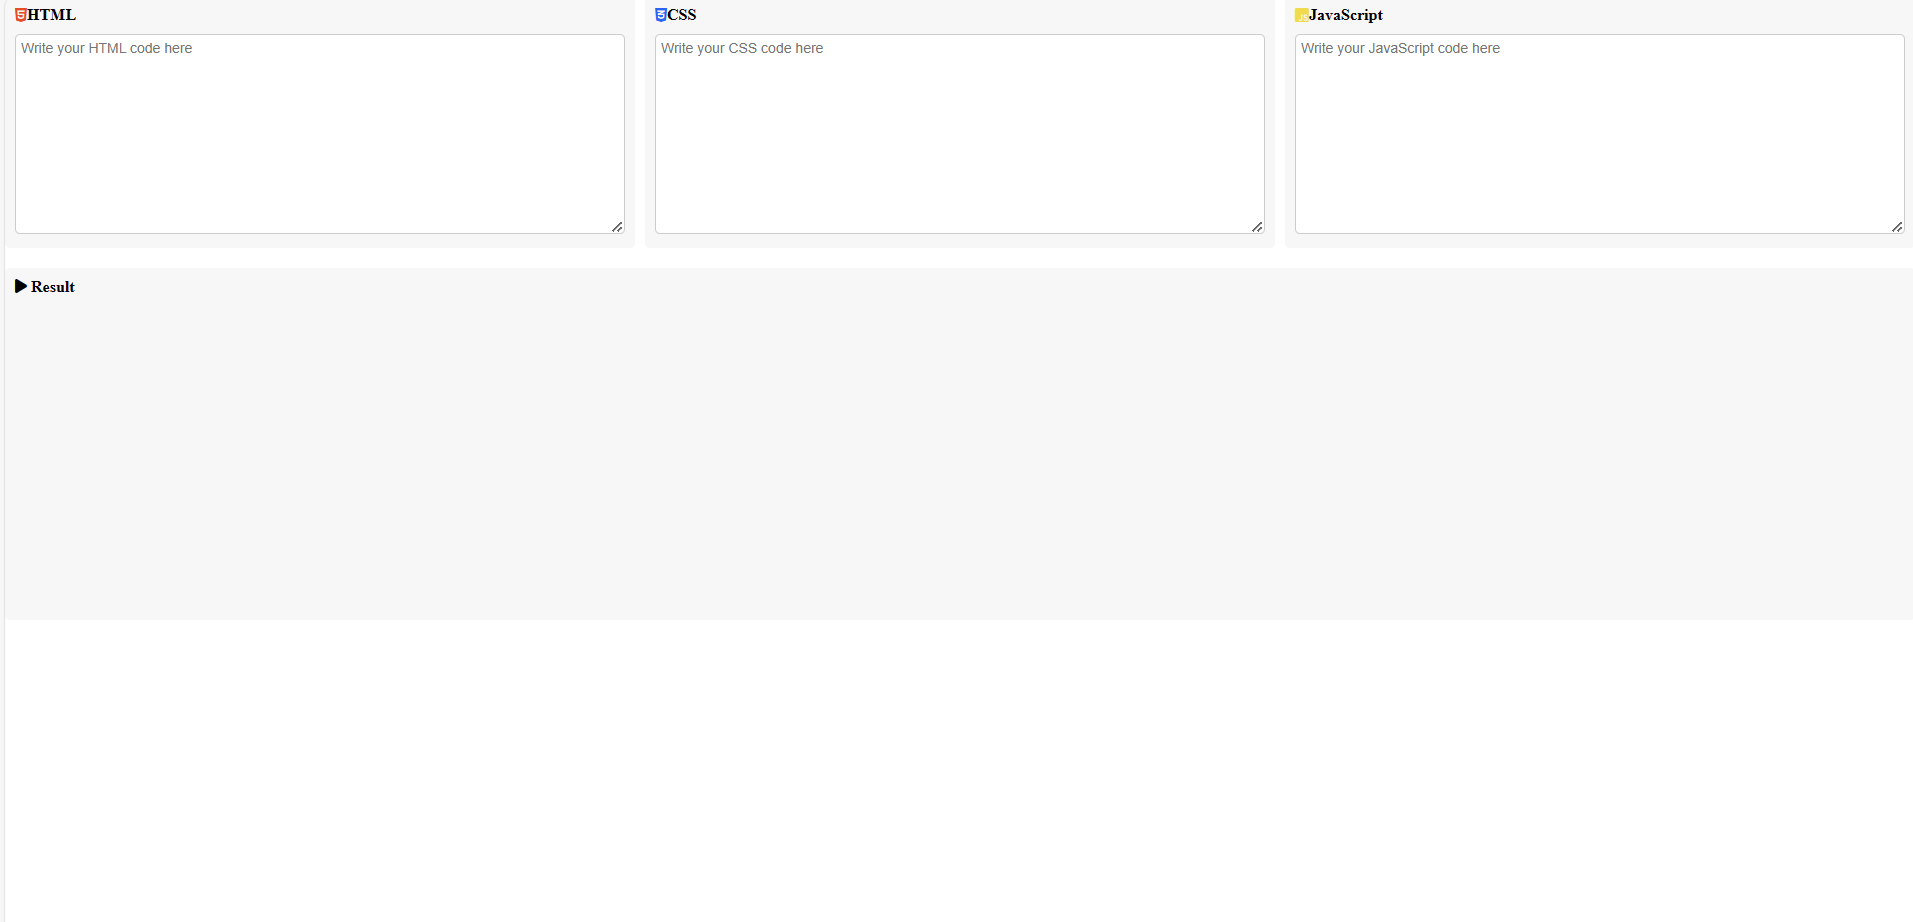 HTML
CSS
JavaScript
Write your HTML code here
Write your CSS code here
Write your JavaScript code here
Result